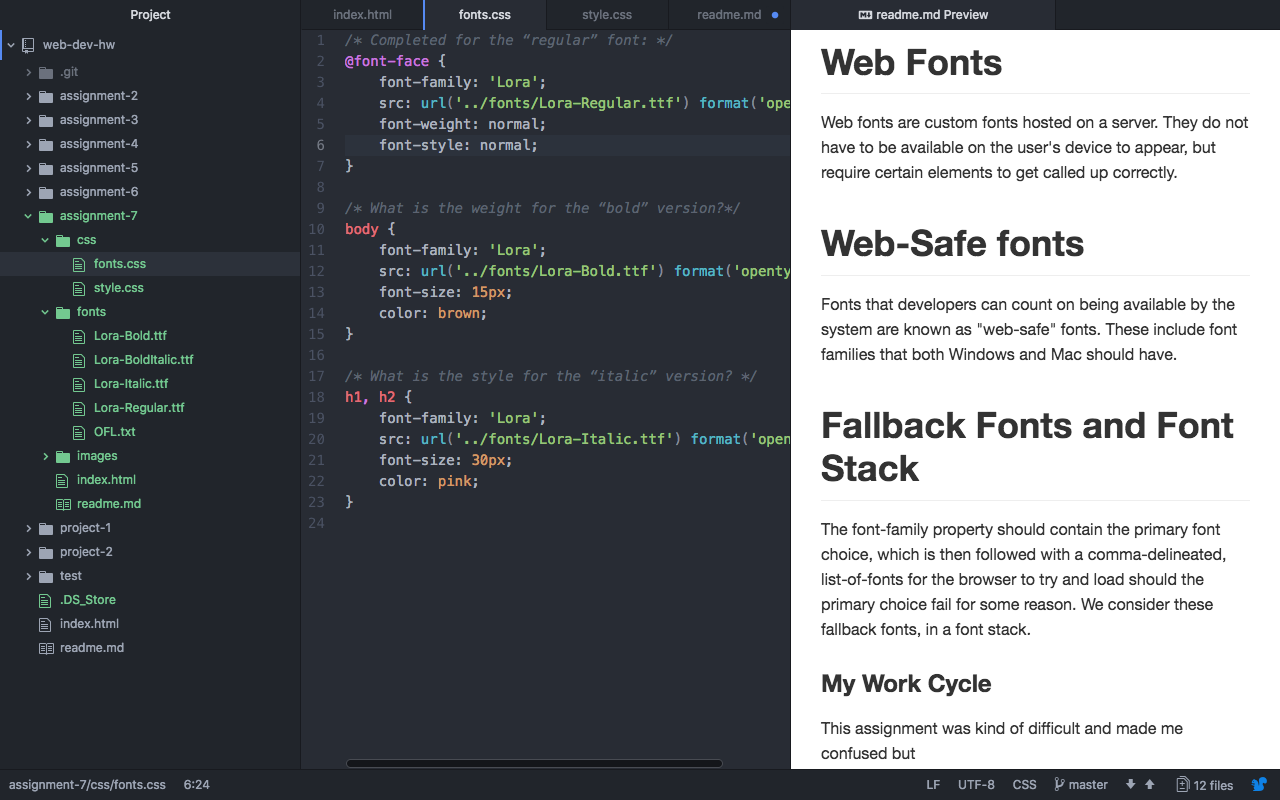 Project
web-dev-hw
.git
assignment-2
assignment-3
assignment-4
assignment-5
assignment-6
assignment-7
css
fonts.css
style.css
fonts
Lora-Bold.ttf
Lora-BoldItalic.ttf
Lora-Italic.ttf
Lora-Regular.ttf
OFL.txt
images
index.html
readme.md
project-1
project-2
test
.DS_Store
index.html
readme.md
index.html fonts.css style.css readme.md
1 /* Completed for the “regular” font: */
2 @font-face {
3 font-family: 'Lora';
4 src: url('../fonts/Lora-Regular.ttf') format('ope
5 font-weight: normal;
6 font-style: normal;
7 }
8
9 /* What is the weight for the “bold” version?*/
10 body {
11 font-family: 'Lora';
12 src: url('../fonts/Lora-Bold.ttf') format('openty
13 font-size: 15px;
14 color: brown;
15 }
16
17 /* What is the style for the “italic” version? */
18 h1, h2 {
19 font-family: 'Lora';
20 src: url('../fonts/Lora-Italic.ttf') format('open
21 font-size: 30px;
22 color: pink;
23 }
24
readme.md Preview
Web Fonts
Web fonts are custom fonts hosted on a server. They do not
have to be available on the user's device to appear, but
require certain elements to get called up correctly.
Web-Safe fonts
Fonts that developers can count on being available by the
system are known as "web-safe" fonts. These include font
families that both Windows and Mac should have.
Fallback Fonts and Font
Stack
The font-family property should contain the primary font
choice, which is then followed with a comma-delineated,
list-of-fonts for the browser to try and load should the
primary choice fail for some reason. We consider these
fallback fonts, in a font stack.
My Work Cycle
This assignment was kind of difficult and made me
confused but
assignment-7/css/fonts.css 6:24
LF UTF-8 CSS master 12 files